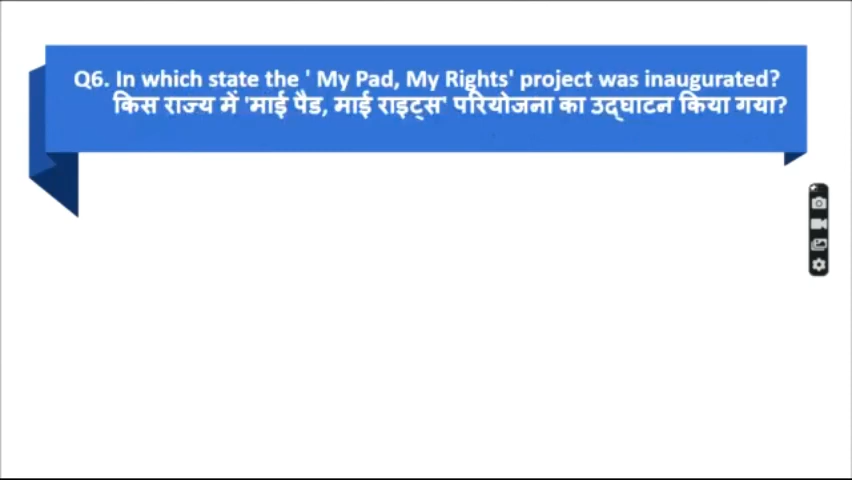 Q6. In which state the ' My Pad, My Rights' project was inaugurated?
किस राज्य में 'माई पैड, माई राइट्स' परियोजना का उद्घाटन किया गया?